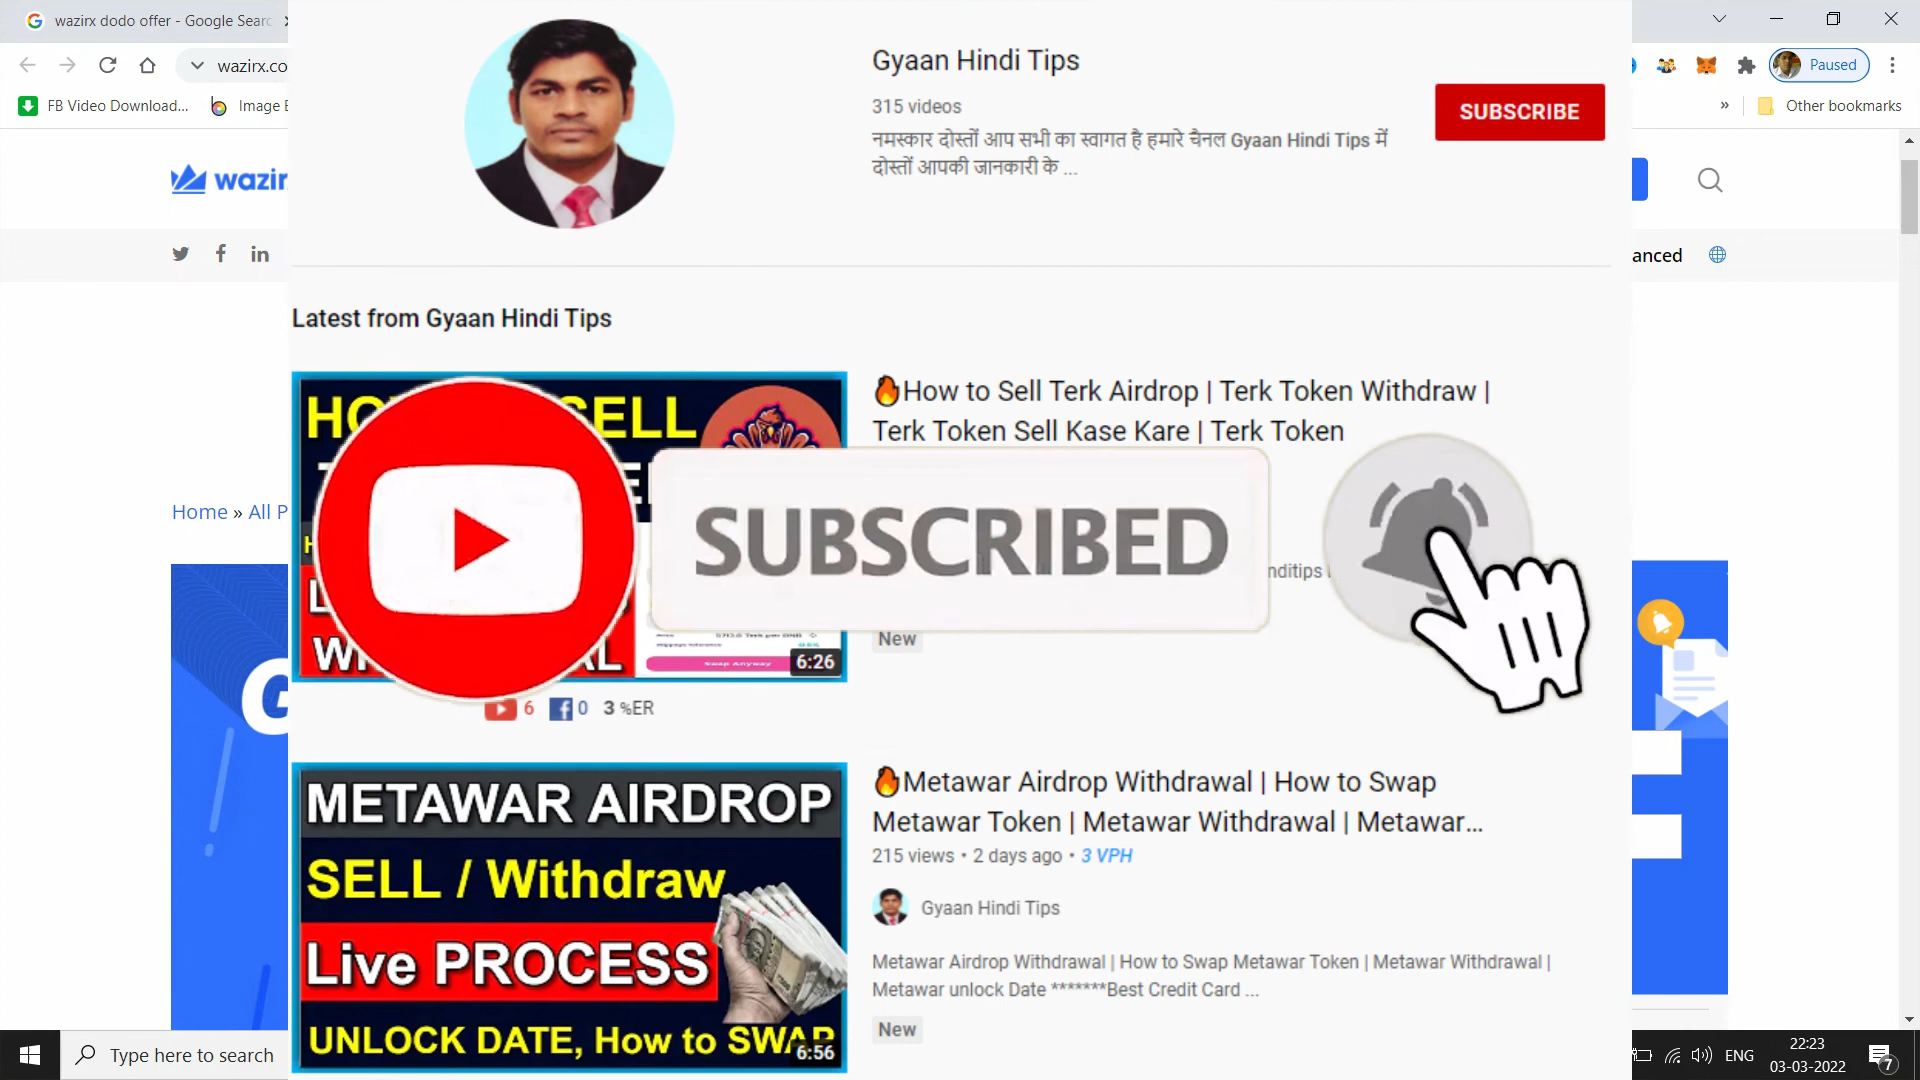 wazirx dodo offer - Google Searc
wazirx.co
Paused
FB Video Download...
Image E
Other bookmarks
wazirx
anced
Home » All P
Gyaan Hindi Tips
315 videos
नमस्कार दोस्तों आप सभी का स्वागत है हमारे चैनल Gyaan Hindi Tips में
दोस्तों आपकी जानकारी के ...
SUBSCRIBE
Latest from Gyaan Hindi Tips
🔥How to Sell Terk Airdrop | Terk Token Withdraw |
Terk Token Sell Kase Kare | Terk Token
SUBSCRIBED
nditips
New
Swap Anyway
6:26
6 0 3 %ER
METAWAR AIRDROP
SELL / Withdraw
Live PROCESS
UNLOCK DATE, How to SWAP
6:56
🔥Metawar Airdrop Withdrawal | How to Swap
Metawar Token | Metawar Withdrawal | Metawar...
215 views • 2 days ago • 3 VPH
Gyaan Hindi Tips
Metawar Airdrop Withdrawal | How to Swap Metawar Token | Metawar Withdrawal |
Metawar unlock Date *******Best Credit Card ...
New
Type here to search
ENG
22:23
03-03-2022
7